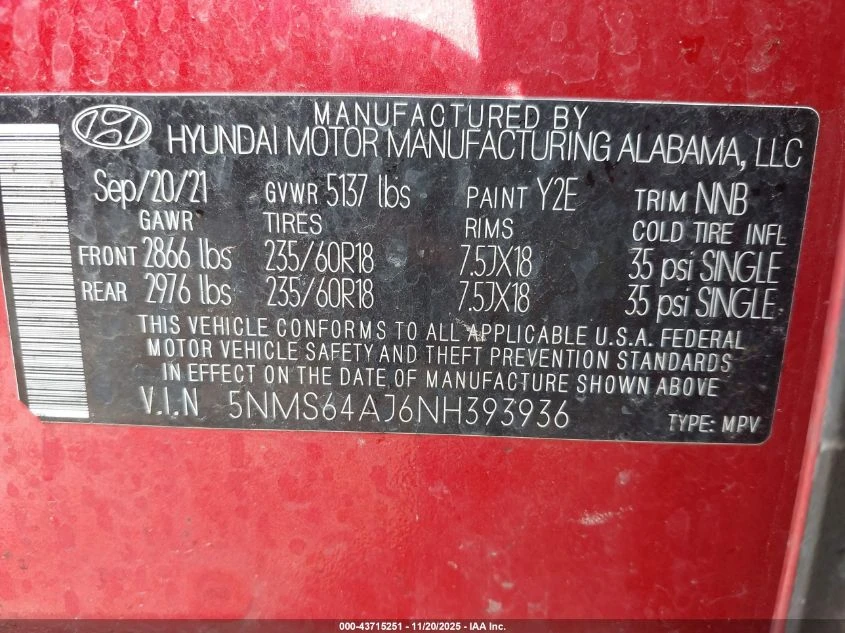 MANUFACTURED BY
HYUNDAI MOTOR MANUFACTURING ALABAMA, LLC
Sep/20/21 GVWR 5137 lbs PAINT Y2E TRIM NNB
GAWR TIRES RIMS COLD TIRE INFL
FRONT 2866 lbs 235/60R18 7.5JX18 35 psi SINGLE
REAR 2976 lbs 235/60R18 7.5JX18 35 psi SINGLE
THIS VEHICLE CONFORMS TO ALL APPLICABLE U.S.A. FEDERAL
MOTOR VEHICLE SAFETY AND THEFT PREVENTION STANDARDS
IN EFFECT ON THE DATE OF MANUFACTURE SHOWN ABOVE
V.I.N 5NMS64AJ6NH393936 TYPE: MPV
000-43715251 - 11/20/2025 - IAA Inc.